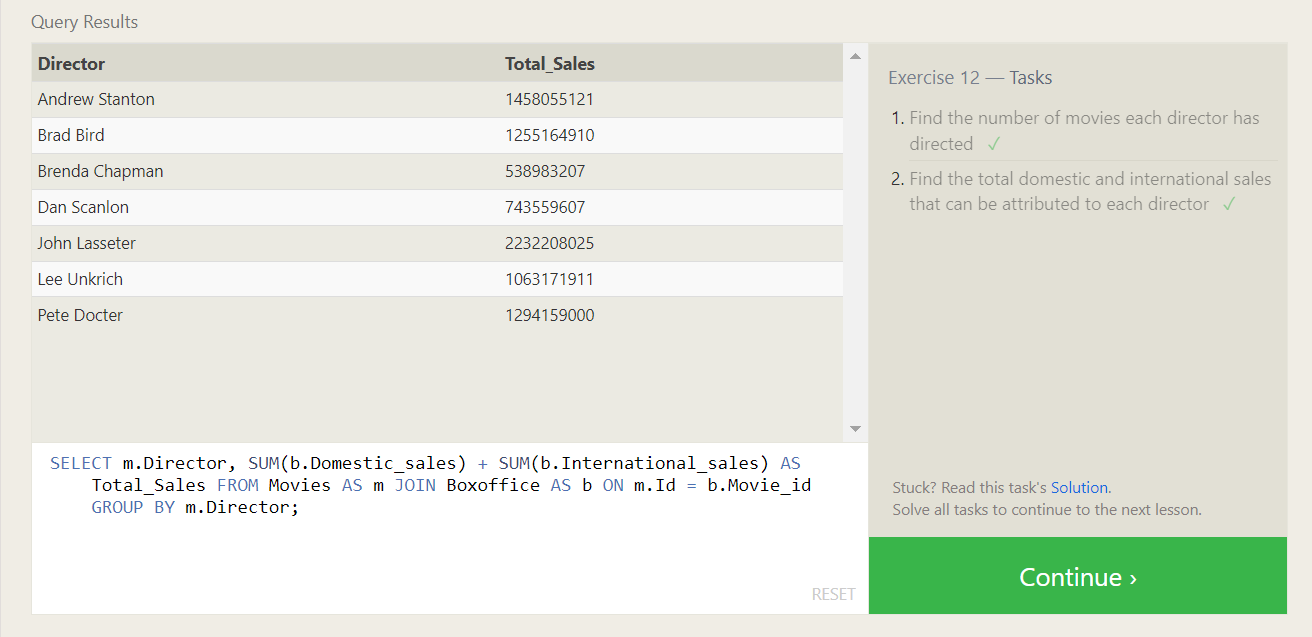 Query Results
Director Total_Sales
Andrew Stanton 1458055121
Brad Bird 1255164910
Brenda Chapman 538983207
Dan Scanlon 743559607
John Lasseter 2232208025
Lee Unkrich 1063171911
Pete Docter 1294159000
SELECT m.Director, SUM(b.Domestic_sales) + SUM(b.International_sales) AS
Total_Sales FROM Movies AS m JOIN Boxoffice AS b ON m.Id = b.Movie_id
GROUP BY m.Director;
RESET
Exercise 12 — Tasks
1. Find the number of movies each director has
directed ✓
2. Find the total domestic and international sales
that can be attributed to each director ✓
Stuck? Read this task's Solution.
Solve all tasks to continue to the next lesson.
Continue ›